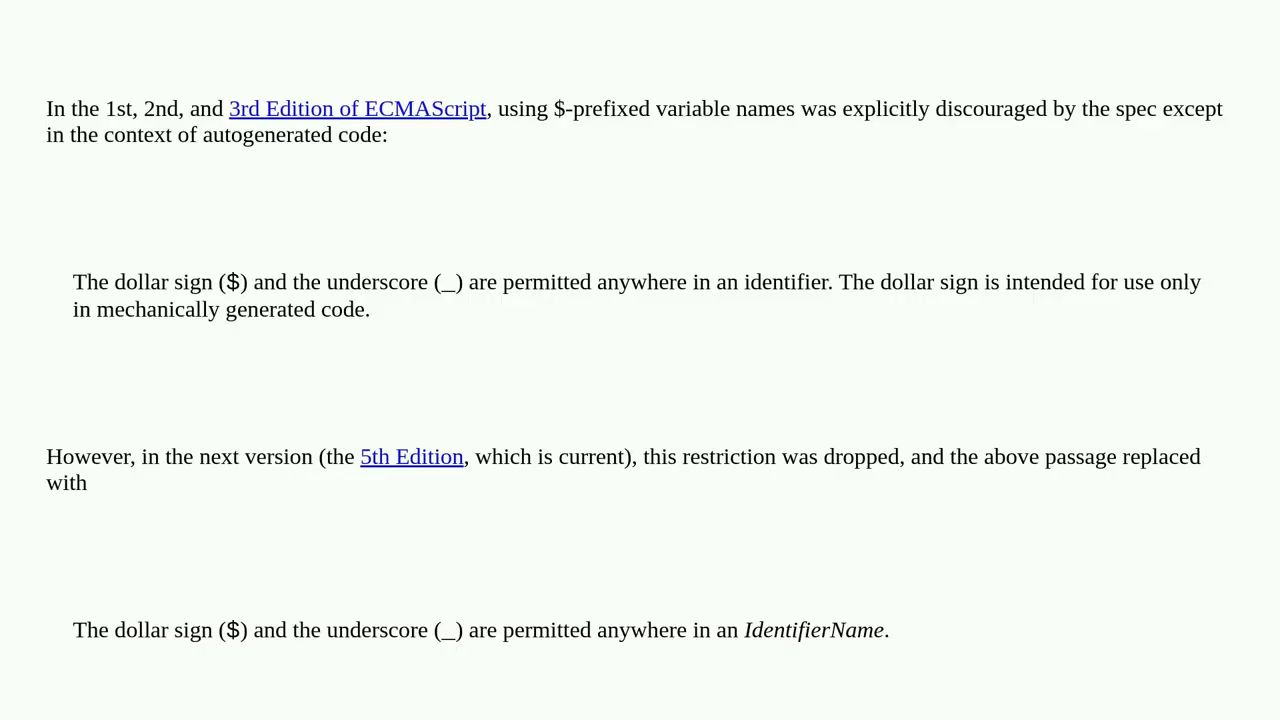 In the 1st, 2nd, and 3rd Edition of ECMAScript, using $-prefixed variable names was explicitly discouraged by the spec except
in the context of autogenerated code:
The dollar sign ($) and the underscore (_) are permitted anywhere in an identifier. The dollar sign is intended for use only
in mechanically generated code.
However, in the next version (the 5th Edition, which is current), this restriction was dropped, and the above passage replaced
with
The dollar sign ($) and the underscore (_) are permitted anywhere in an IdentifierName.